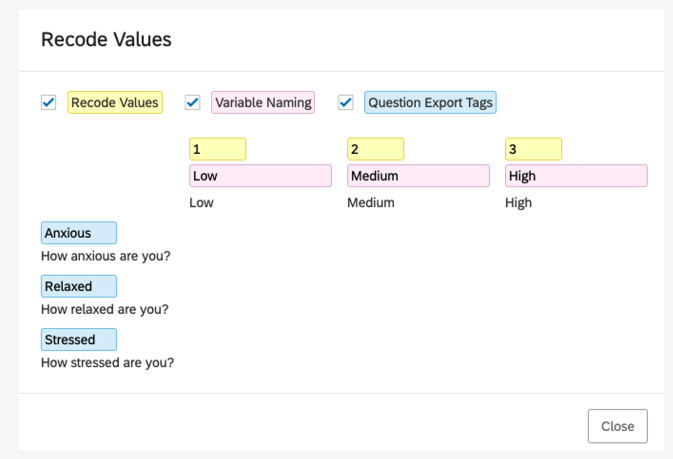 Recode Values
Recode Values Variable Naming Question Export Tags
1 2 3
Low Medium High
Low Medium High
Anxious
How anxious are you?
Relaxed
How relaxed are you?
Stressed
How stressed are you?
Close